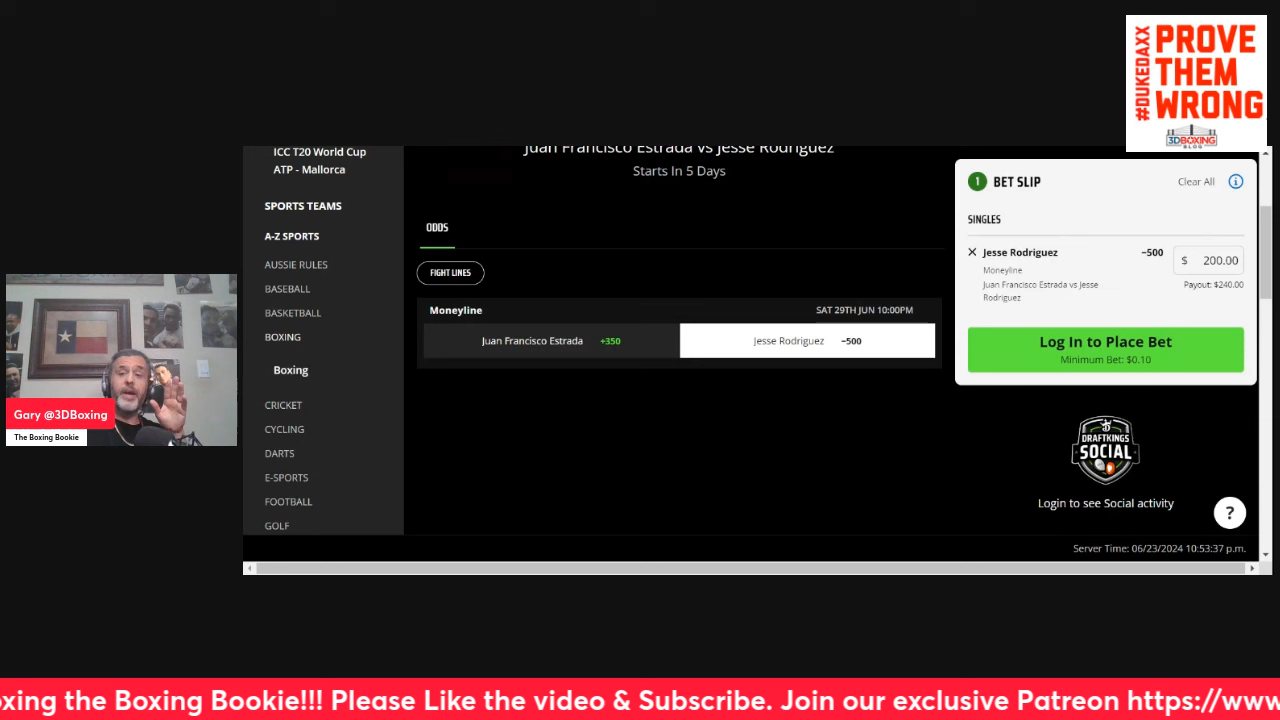 #DUKEDAXX
PROVE
THEM
WRONG
3DBOXING
BLOG
ICC T20 World Cup
ATP - Mallorca
SPORTS TEAMS
A-Z SPORTS
AUSSIE RULES
BASEBALL
BASKETBALL
BOXING
Boxing
CRICKET
CYCLING
DARTS
E-SPORTS
FOOTBALL
GOLF
Juan Francisco Estrada vs Jesse Rodriguez
Starts In 5 Days
ODDS
FIGHT LINES
Moneyline SAT 29TH JUN 10:00PM
Juan Francisco Estrada +350 Jesse Rodriguez −500
1 BET SLIP Clear All i
SINGLES
✕ Jesse Rodriguez −500 $ 200.00
Moneyline
Juan Francisco Estrada vs Jesse
Rodriguez
Payout: $240.00
Log In to Place Bet
Minimum Bet: $0.10
DRAFTKINGS
SOCIAL
Login to see Social activity
?
Server Time: 06/23/2024 10:53:37 p.m.
Gary @3DBoxing
The Boxing Bookie
oxing the Boxing Bookie!!! Please Like the video & Subscribe. Join our exclusive Patreon https://www.